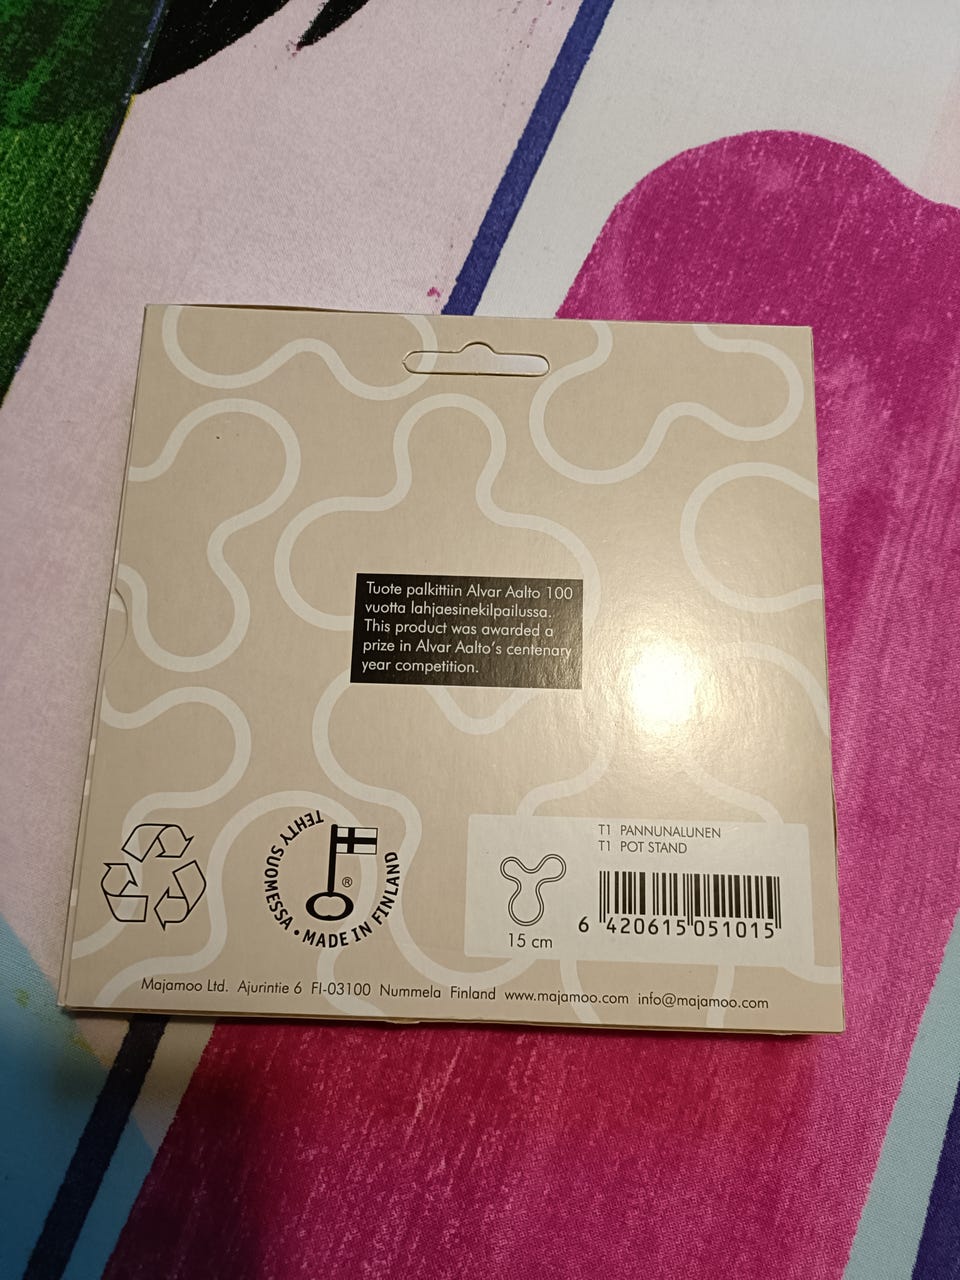 Tuote palkittiin Alvar Aalto 100
vuotta lahjaesinekilpailussa.
This product was awarded a
prize in Alvar Aalto's centenary
year competition.
TEHTY SUOMESSA • MADE IN FINLAND
®
T1 PANNUNALUNEN
T1 POT STAND
15 cm
6 420615 051015
Majamoo Ltd. Ajurintie 6 FI-03100 Nummela Finland www.majamoo.com info@majamoo.com